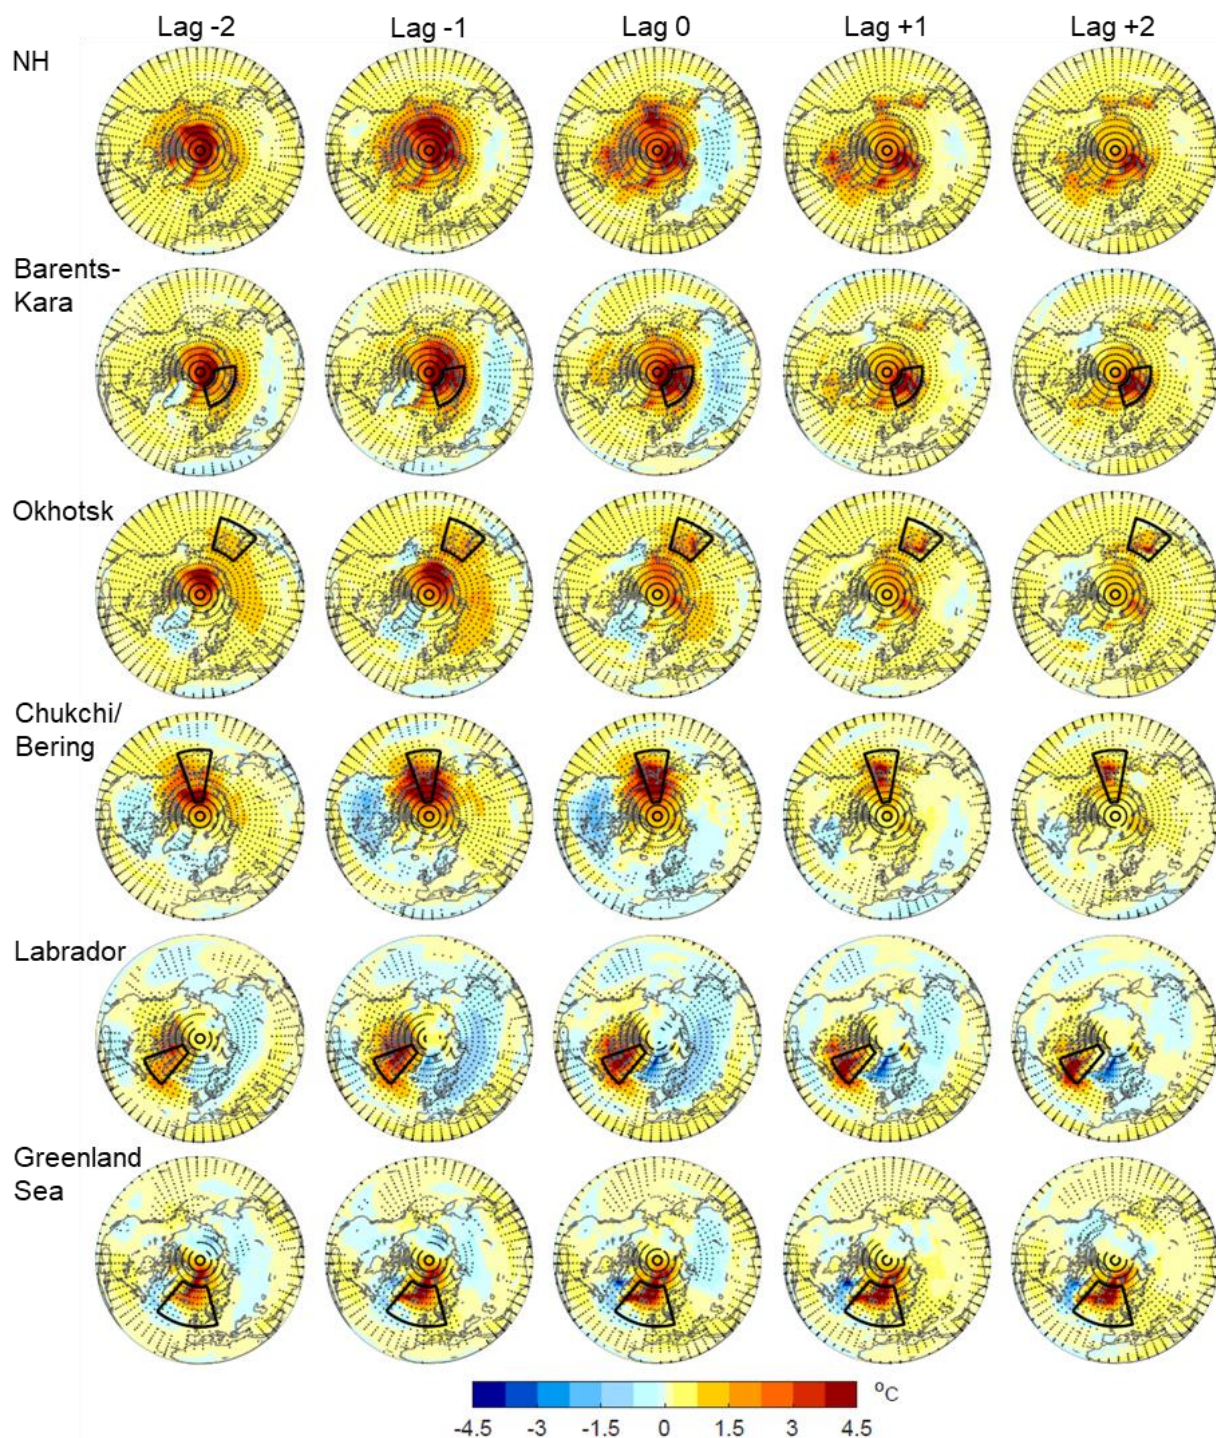 Lag -2 Lag -1 Lag 0 Lag +1 Lag +2
NH
Barents-
Kara
Okhotsk
Chukchi/
Bering
Labrador
Greenland
Sea
°C
-4.5 -3 -1.5 0 1.5 3 4.5